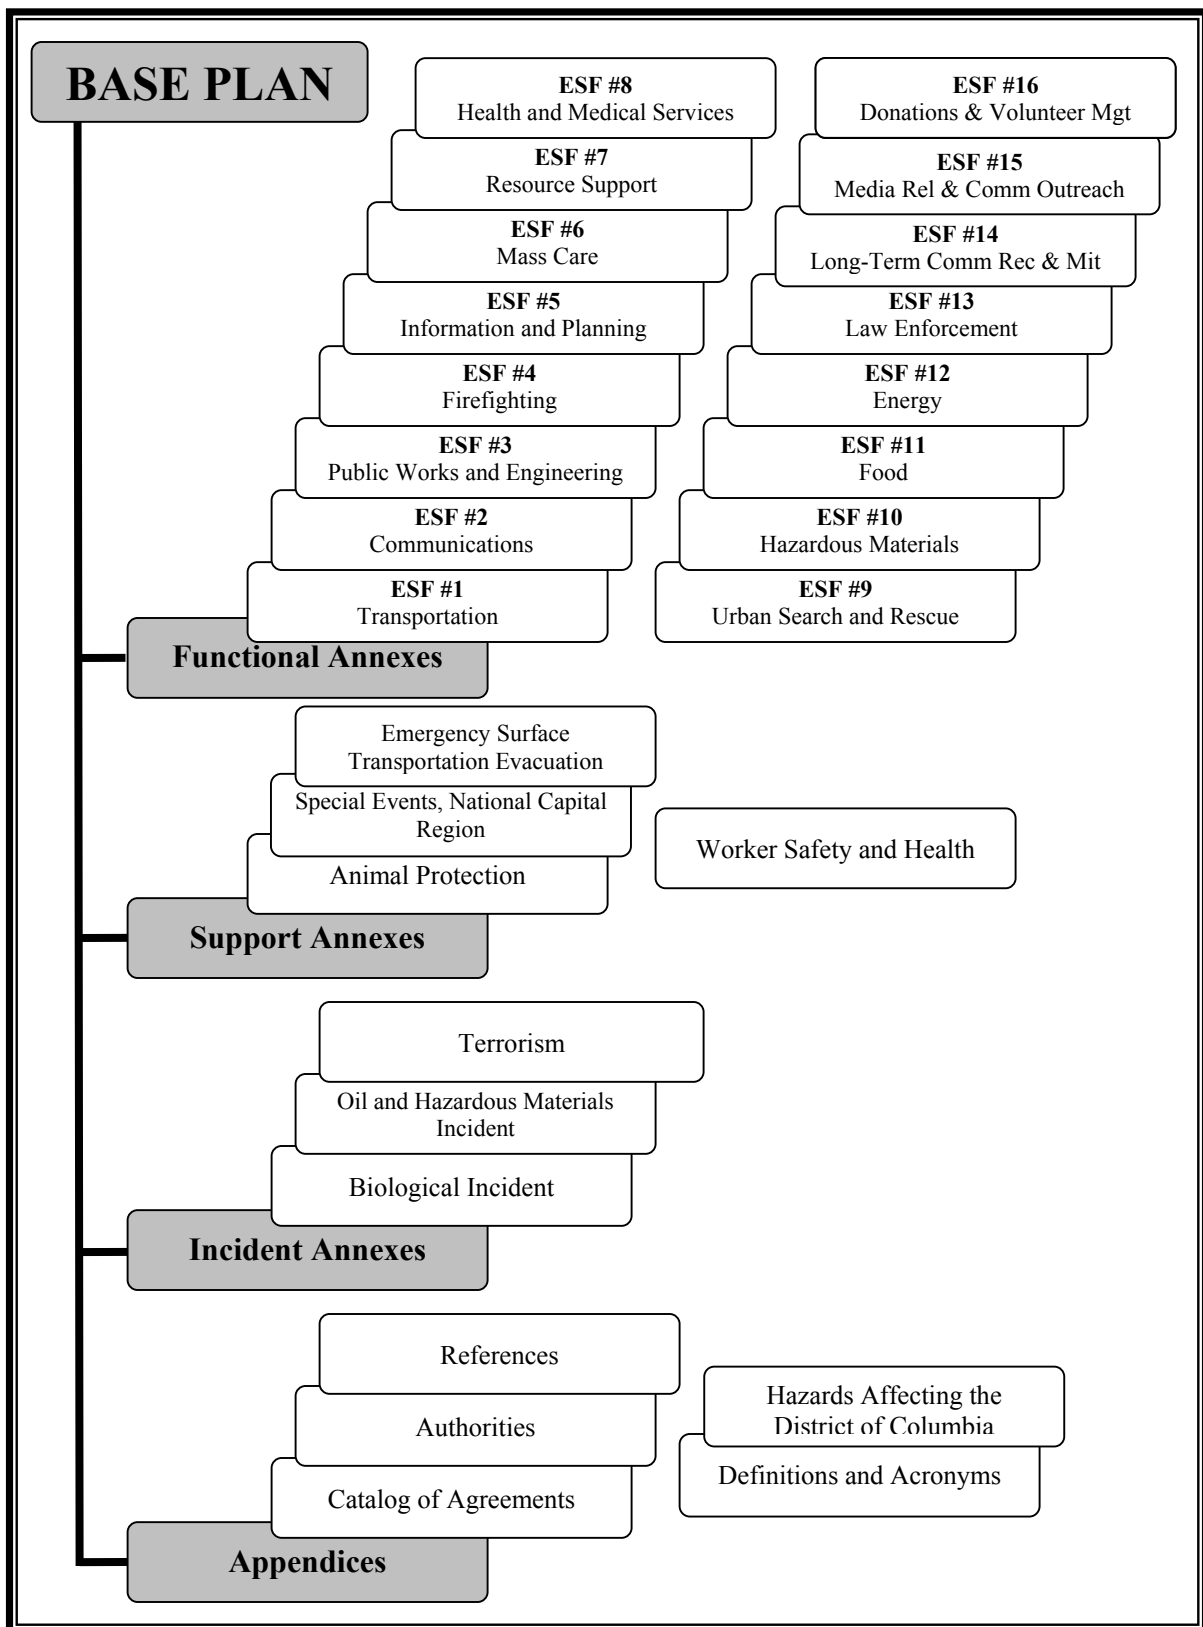 BASE PLAN
ESF #8
Health and Medical Services
ESF #7
Resource Support
ESF #6
Mass Care
ESF #5
Information and Planning
ESF #4
Firefighting
ESF #3
Public Works and Engineering
ESF #2
Communications
ESF #1
Transportation
ESF #16
Donations & Volunteer Mgt
ESF #15
Media Rel & Comm Outreach
ESF #14
Long-Term Comm Rec & Mit
ESF #13
Law Enforcement
ESF #12
Energy
ESF #11
Food
ESF #10
Hazardous Materials
ESF #9
Urban Search and Rescue
Functional Annexes
Emergency Surface
Transportation Evacuation
Special Events, National Capital
Region
Animal Protection
Worker Safety and Health
Support Annexes
Terrorism
Oil and Hazardous Materials
Incident
Biological Incident
Incident Annexes
References
Authorities
Catalog of Agreements
Hazards Affecting the
District of Columbia
Definitions and Acronyms
Appendices